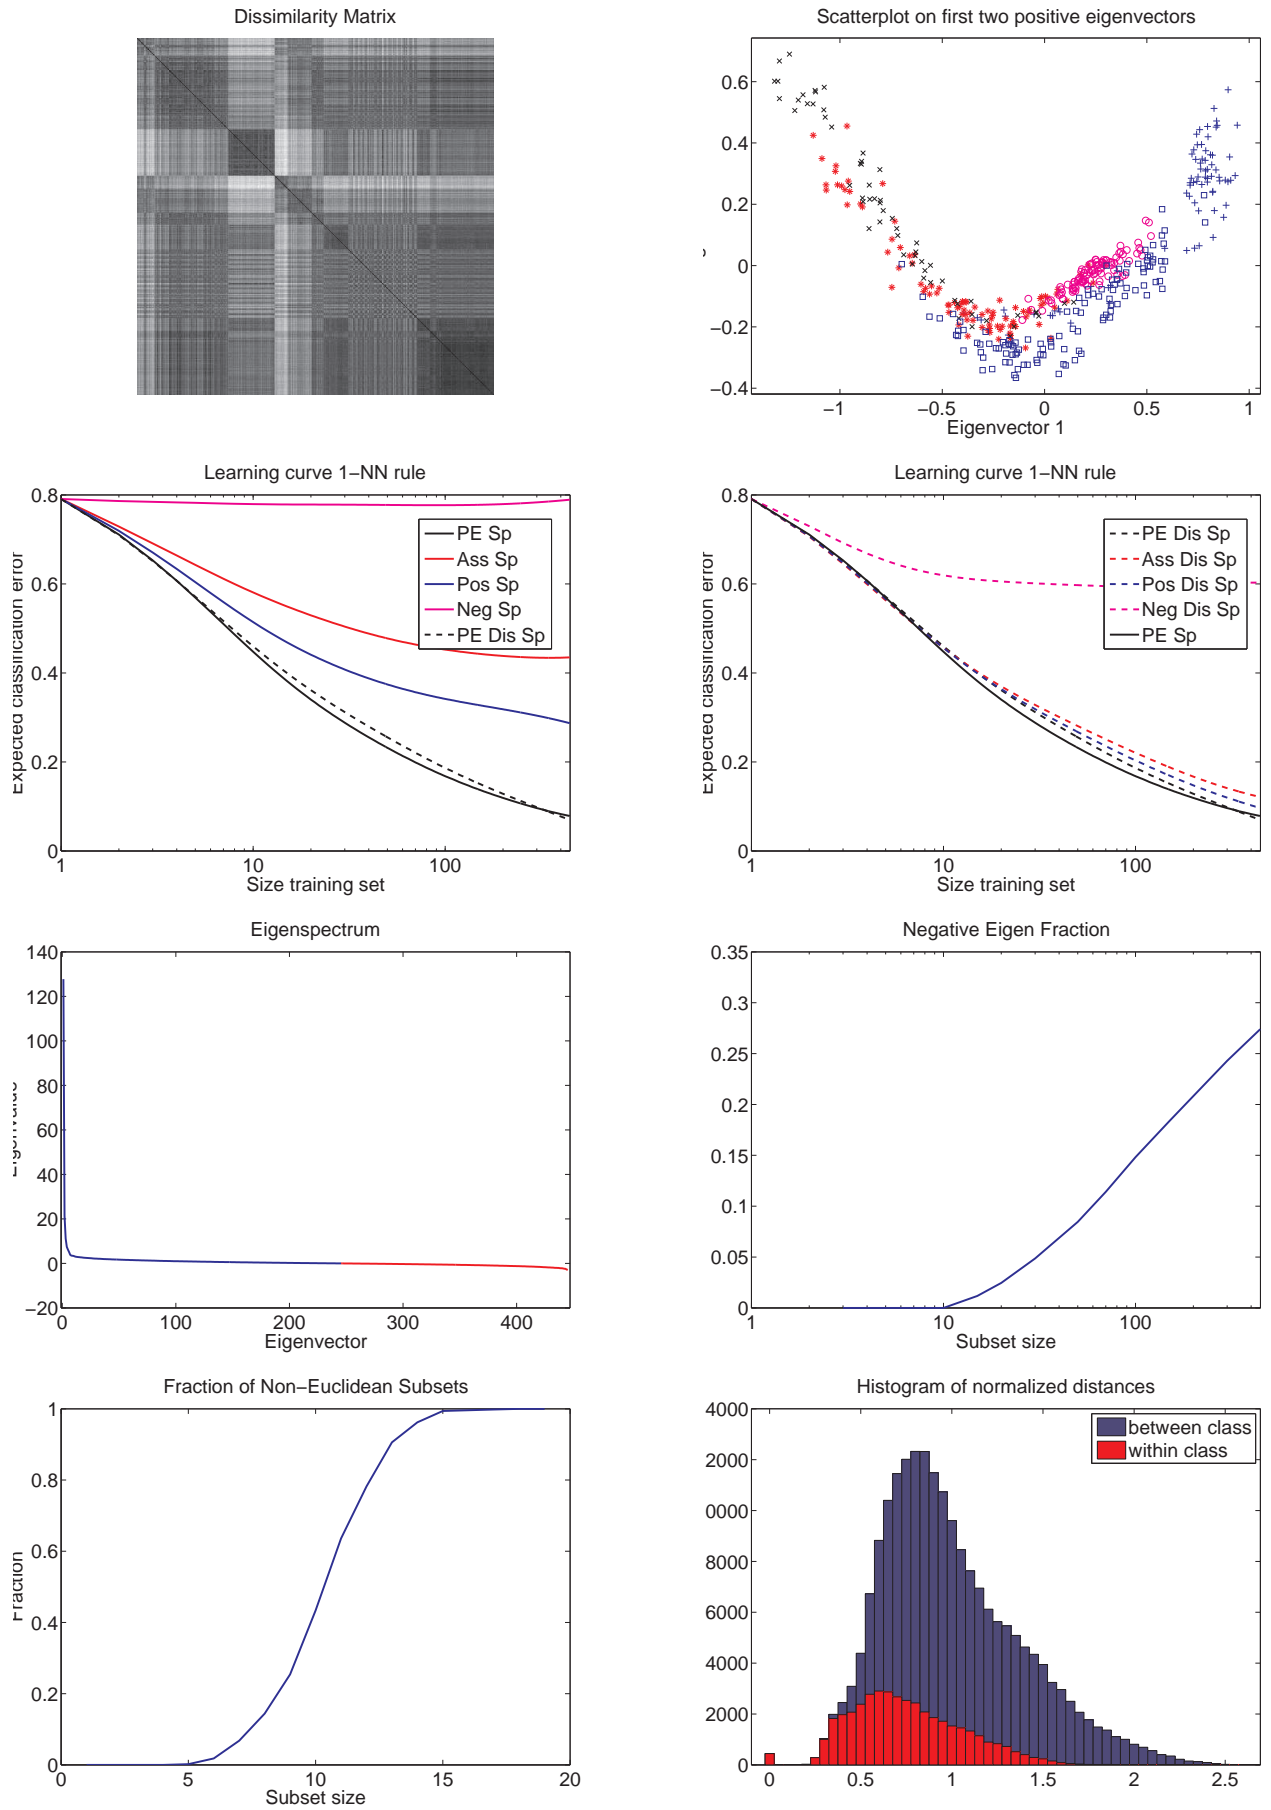 Dissimilarity Matrix
Scatterplot on first two positive eigenvectors
0.6
0.4
0.2
0
−0.2
−0.4
−1
−0.5
0
0.5
1
Eigenvector 1
Learning curve 1−NN rule
0.8
0.6
0.4
0.2
0
1
10
100
Expected classification error
Size training set
PE Sp
Ass Sp
Pos Sp
Neg Sp
PE Dis Sp
Learning curve 1−NN rule
0.8
0.6
0.4
0.2
0
1
10
100
Expected classification error
Size training set
PE Dis Sp
Ass Dis Sp
Pos Dis Sp
Neg Dis Sp
PE Sp
Eigenspectrum
140
120
100
80
60
40
20
0
−20
0
100
200
300
400
Eigenvalue
Eigenvector
Negative Eigen Fraction
0.35
0.3
0.25
0.2
0.15
0.1
0.05
0
1
10
100
Subset size
Fraction of Non−Euclidean Subsets
1
0.8
0.6
0.4
0.2
0
0
5
10
15
20
Fraction
Subset size
Histogram of normalized distances
4000
2000
0000
8000
6000
4000
2000
0
0
0.5
1
1.5
2
2.5
between class
within class